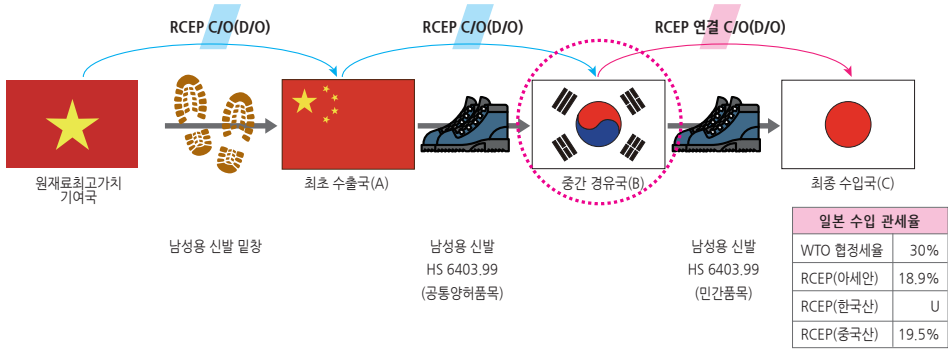 RCEP C/O(D/O)
RCEP C/O(D/O)
RCEP 연결 C/O(D/O)
원재료최고가치
기여국
최초 수출국(A)
중간 경유국(B)
최종 수입국(C)
남성용 신발 밑창
남성용 신발
HS 6403.99
(공통양허품목)
남성용 신발
HS 6403.99
(민간품목)
일본 수입 관세율
WTO 협정세율 30%
RCEP(아세안) 18.9%
RCEP(한국산) U
RCEP(중국산) 19.5%